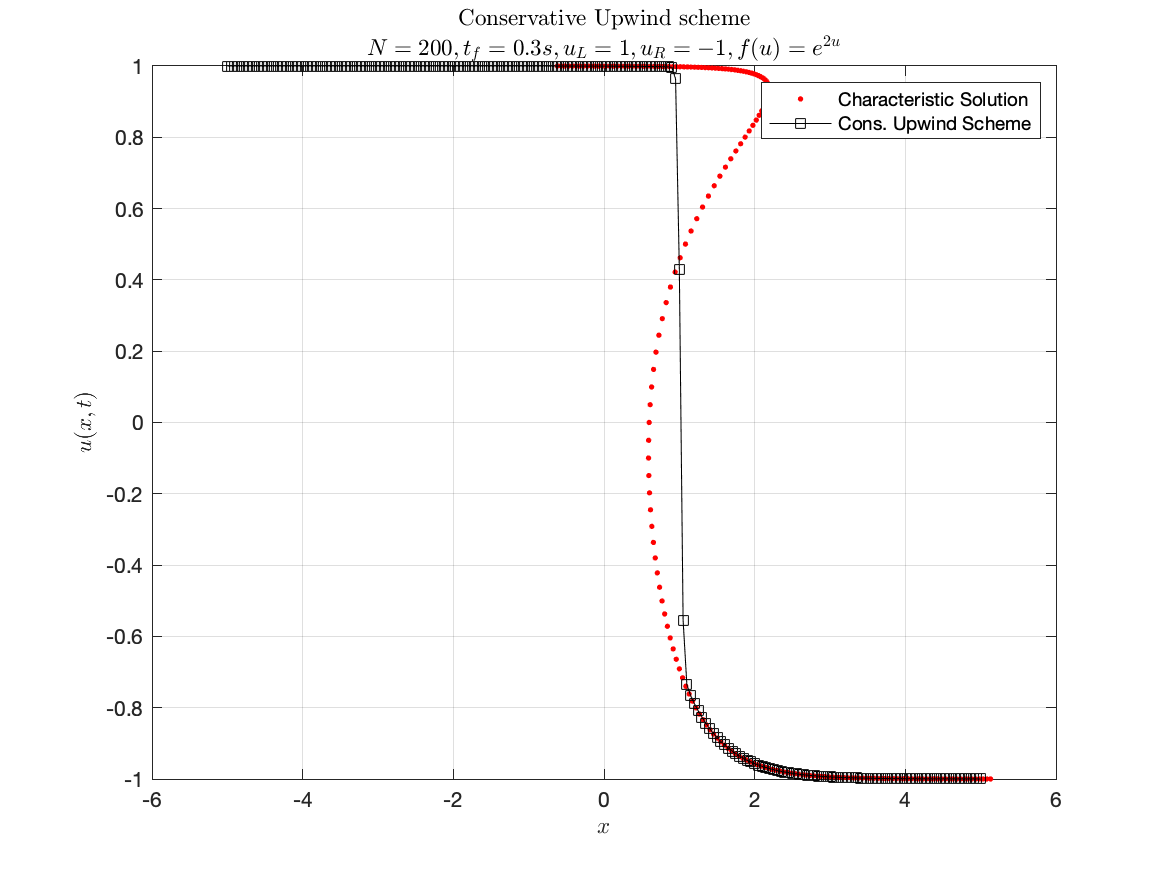 Conservative Upwind scheme
N = 200, t_f = 0.3s, u_L = 1, u_R = −1, f(u) = e^{2u}
1
Characteristic Solution
Cons. Upwind Scheme
0.8
0.6
0.4
0.2
0
-0.2
-0.4
-0.6
-0.8
-1
u(x, t)
-6 -4 -2 0 2 4 6
x